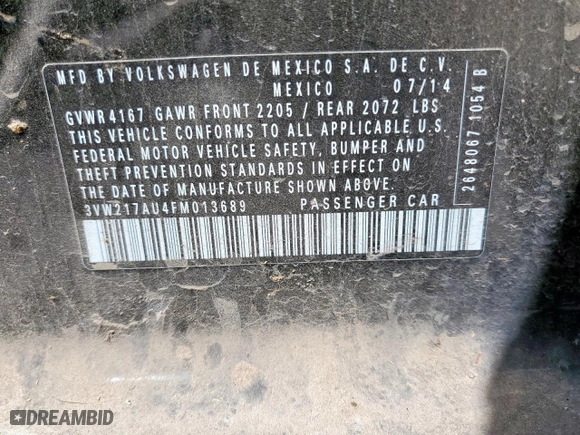 MFD BY VOLKSWAGEN DE MEXICO S.A. DE C.V.
MEXICO 07/14
GVWR 4167 GAWR FRONT 2205 / REAR 2072 LBS
THIS VEHICLE CONFORMS TO ALL APPLICABLE U.S.
FEDERAL MOTOR VEHICLE SAFETY, BUMPER AND
THEFT PREVENTION STANDARDS IN EFFECT ON
THE DATE OF MANUFACTURE SHOWN ABOVE.
3VW217AU4FM013689 PASSENGER CAR
2648067 1054 B
DREAMBID